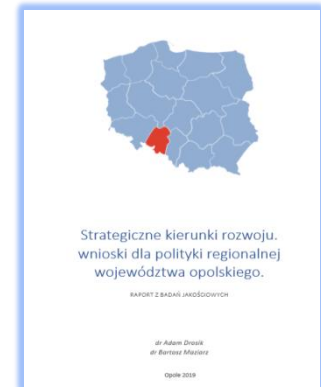 Strategiczne kierunki rozwoju.
wnioski dla polityki regionalnej
województwa opolskiego.
RAPORT Z BADAŃ JAKOŚCIOWYCH
dr Adam Drosik
dr Bartosz Maziarz
Opole 2019